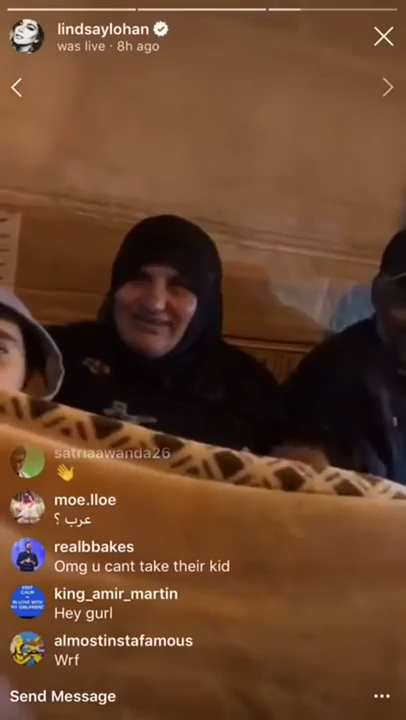 lindsaylohan
was live · 8h ago
satriaawanda26
👋
moe.lloe
عرب ؟
realbbakes
Omg u cant take their kid
king_amir_martin
Hey gurl
almostinstafamous
Wrf
Send Message